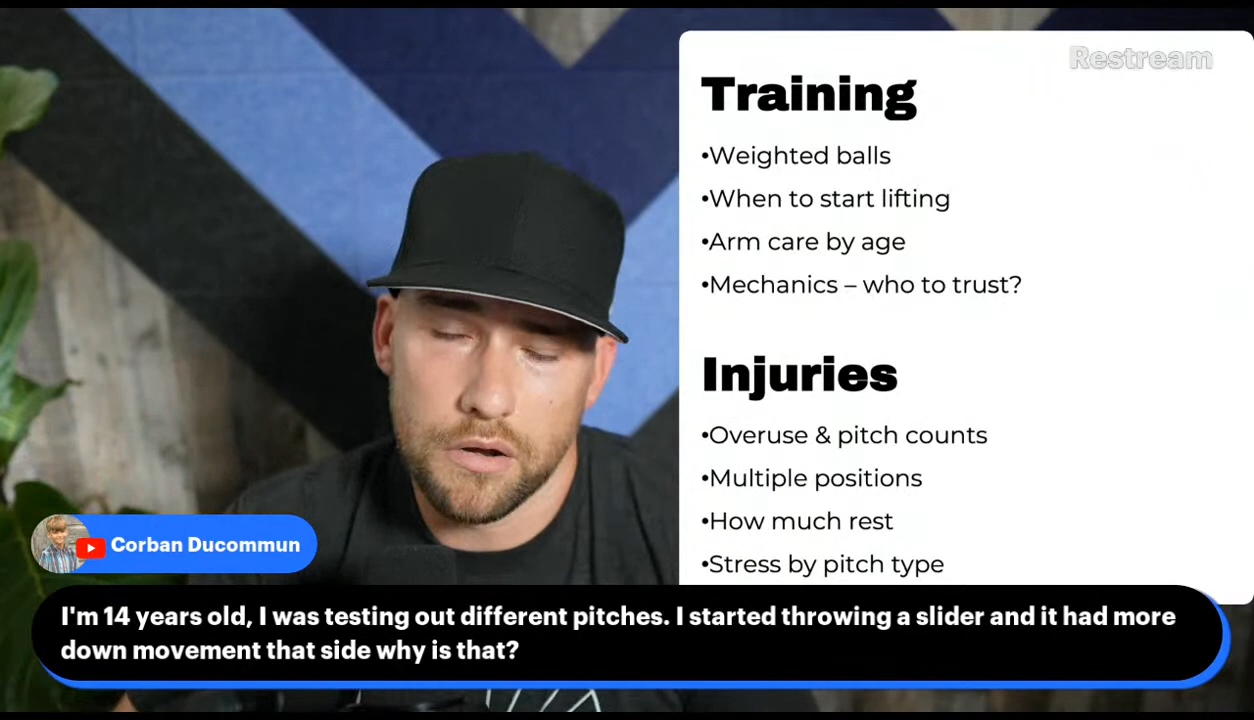 Restream
Training
•Weighted balls
•When to start lifting
•Arm care by age
•Mechanics – who to trust?
Injuries
•Overuse & pitch counts
•Multiple positions
•How much rest
•Stress by pitch type
Corban Ducommun
I'm 14 years old, I was testing out different pitches. I started throwing a slider and it had more
down movement that side why is that?